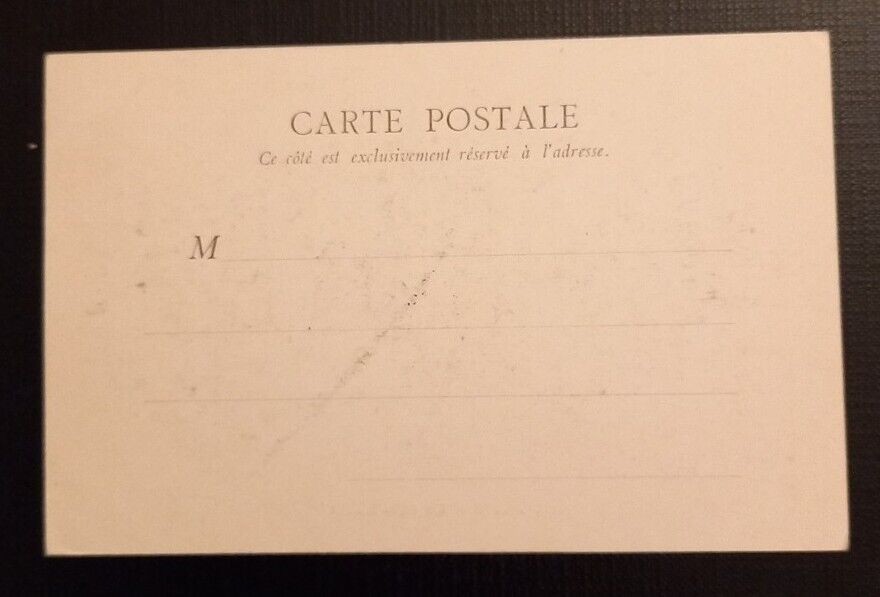 CARTE POSTALE
Ce côté est exclusivement réservé à l'adresse.
M